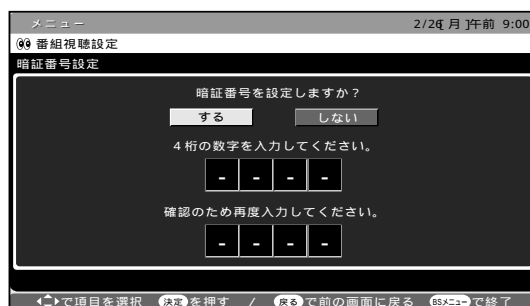 メニュー 2/26[月]午前 9:00
番組視聴設定
暗証番号設定
暗証番号を設定しますか？
する しない
4桁の数字を入力してください。
- - - -
確認のため再度入力してください。
- - - -
で項目を選択 決定を押す / 戻るで前の画面に戻る BSメニューで終了